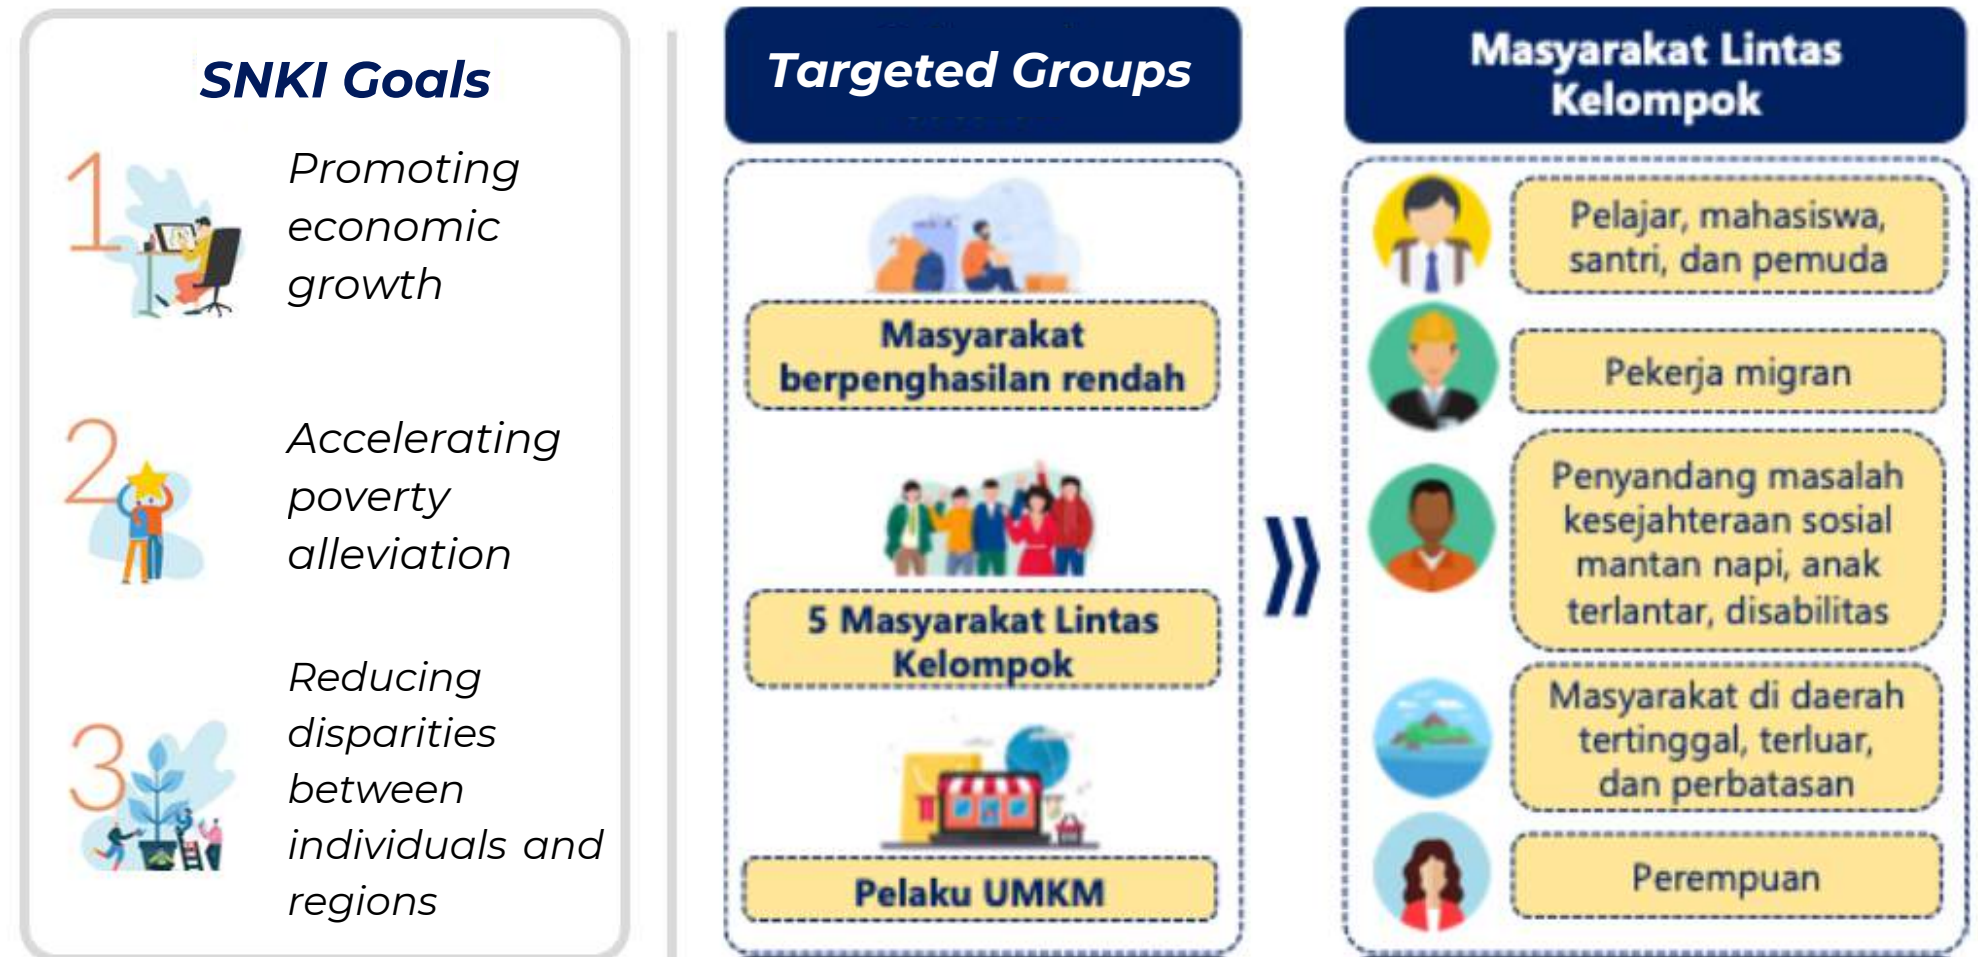 SNKI Goals
1
Promoting
economic
growth
2
Accelerating
poverty
alleviation
3
Reducing
disparities
between
individuals and
regions
Targeted Groups
Masyarakat
berpenghasilan rendah
5 Masyarakat Lintas
Kelompok
Pelaku UMKM
Masyarakat Lintas
Kelompok
Pelajar, mahasiswa,
santri, dan pemuda
Pekerja migran
Penyandang masalah
kesejahteraan sosial
mantan napi, anak
terlantar, disabilitas
Masyarakat di daerah
tertinggal, terluar,
dan perbatasan
Perempuan